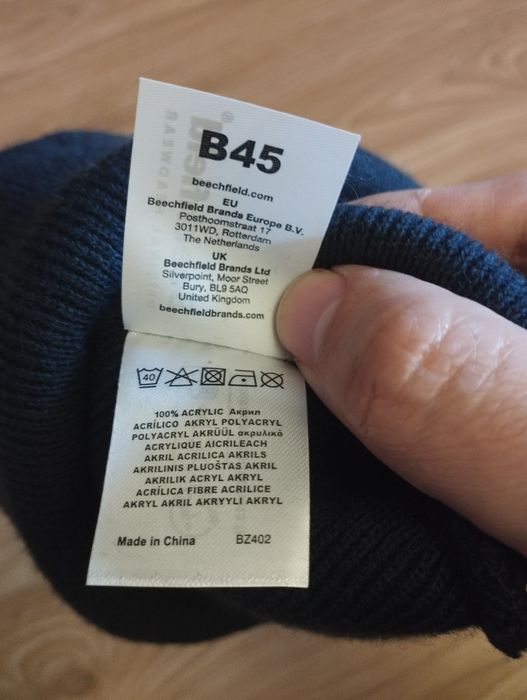 B45
beechfield.com
EU
Beechfield Brands Europe B.V.
Posthoornstraat 17
3011WD, Rotterdam
The Netherlands
UK
Beechfield Brands Ltd
Silverpoint, Moor Street
Bury, BL9 5AQ
United Kingdom
beechfieldbrands.com
40
100% ACRYLIC Акрил
ACRÍLICO AKRYL POLYACRYL
POLYACRYL AKRÜÜL ακρυλικό
ACRYLIQUE AICRILEACH
AKRIL ACRILICA AKRILS
AKRILINIS PLUOŠTAS AKRIL
AKRILIK ACRYL AKRYL
ACRÍLICA FIBRE ACRILICE
AKRYL AKRIL AKRYYLI AKRYL
Made in China BZ402